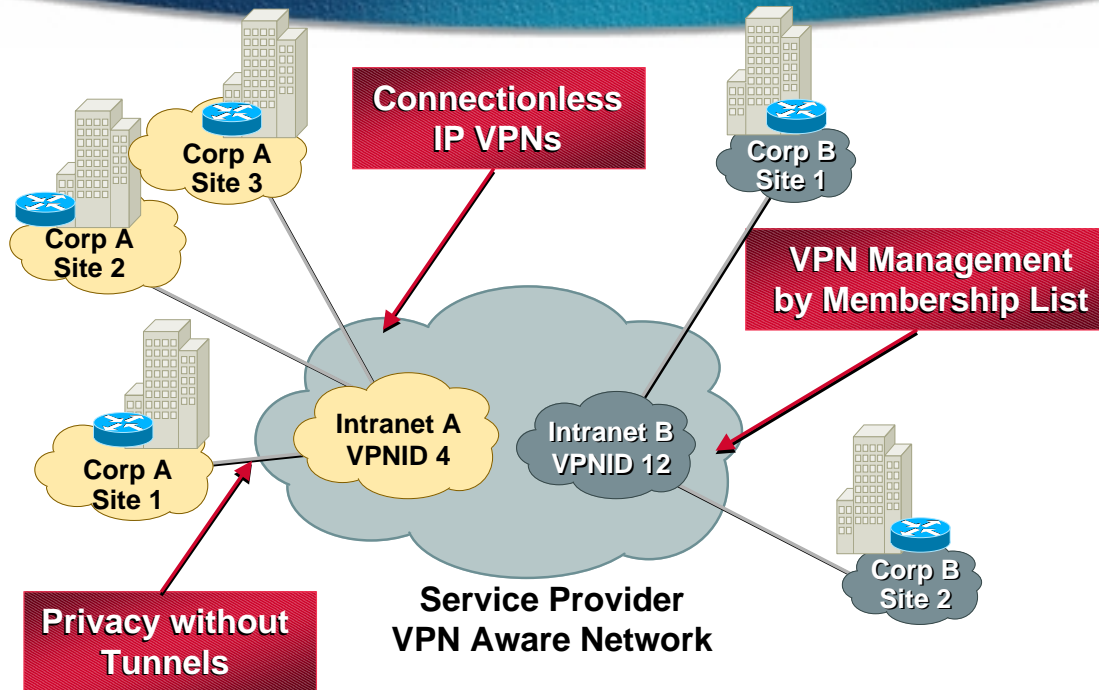 Connectionless
IP VPNs
Corp A
Site 3
Corp B
Site 1
Corp A
Site 2
VPN Management
by Membership List
Intranet A
VPNID 4
Intranet B
VPNID 12
Corp A
Site 1
Corp B
Site 2
Service Provider
VPN Aware Network
Privacy without
Tunnels